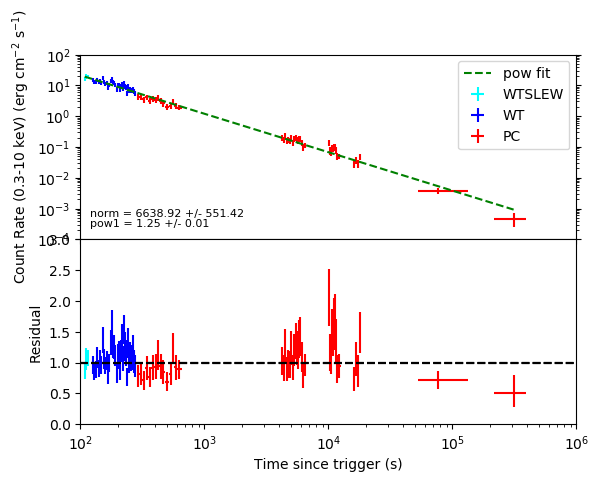 Count Rate (0.3-10 keV) (erg cm⁻² s⁻¹)
10²
10¹
10⁰
10⁻¹
10⁻²
10⁻³
10⁻⁴
pow fit
WTSLEW
WT
PC
norm = 6638.92 +/- 551.42
pow1 = 1.25 +/- 0.01
Residual
3.0
2.5
2.0
1.5
1.0
0.5
0.0
10² 10³ 10⁴ 10⁵ 10⁶
Time since trigger (s)